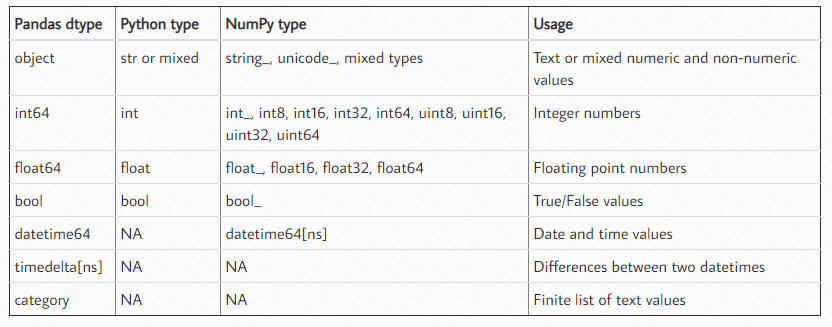 Pandas dtype Python type NumPy type Usage
object str or mixed string_, unicode_, mixed types Text or mixed numeric and non-numeric
values
int64 int int_, int8, int16, int32, int64, uint8, uint16, Integer numbers
uint32, uint64
float64 float float_, float16, float32, float64 Floating point numbers
bool bool bool_ True/False values
datetime64 NA datetime64[ns] Date and time values
timedelta[ns] NA NA Differences between two datetimes
category NA NA Finite list of text values